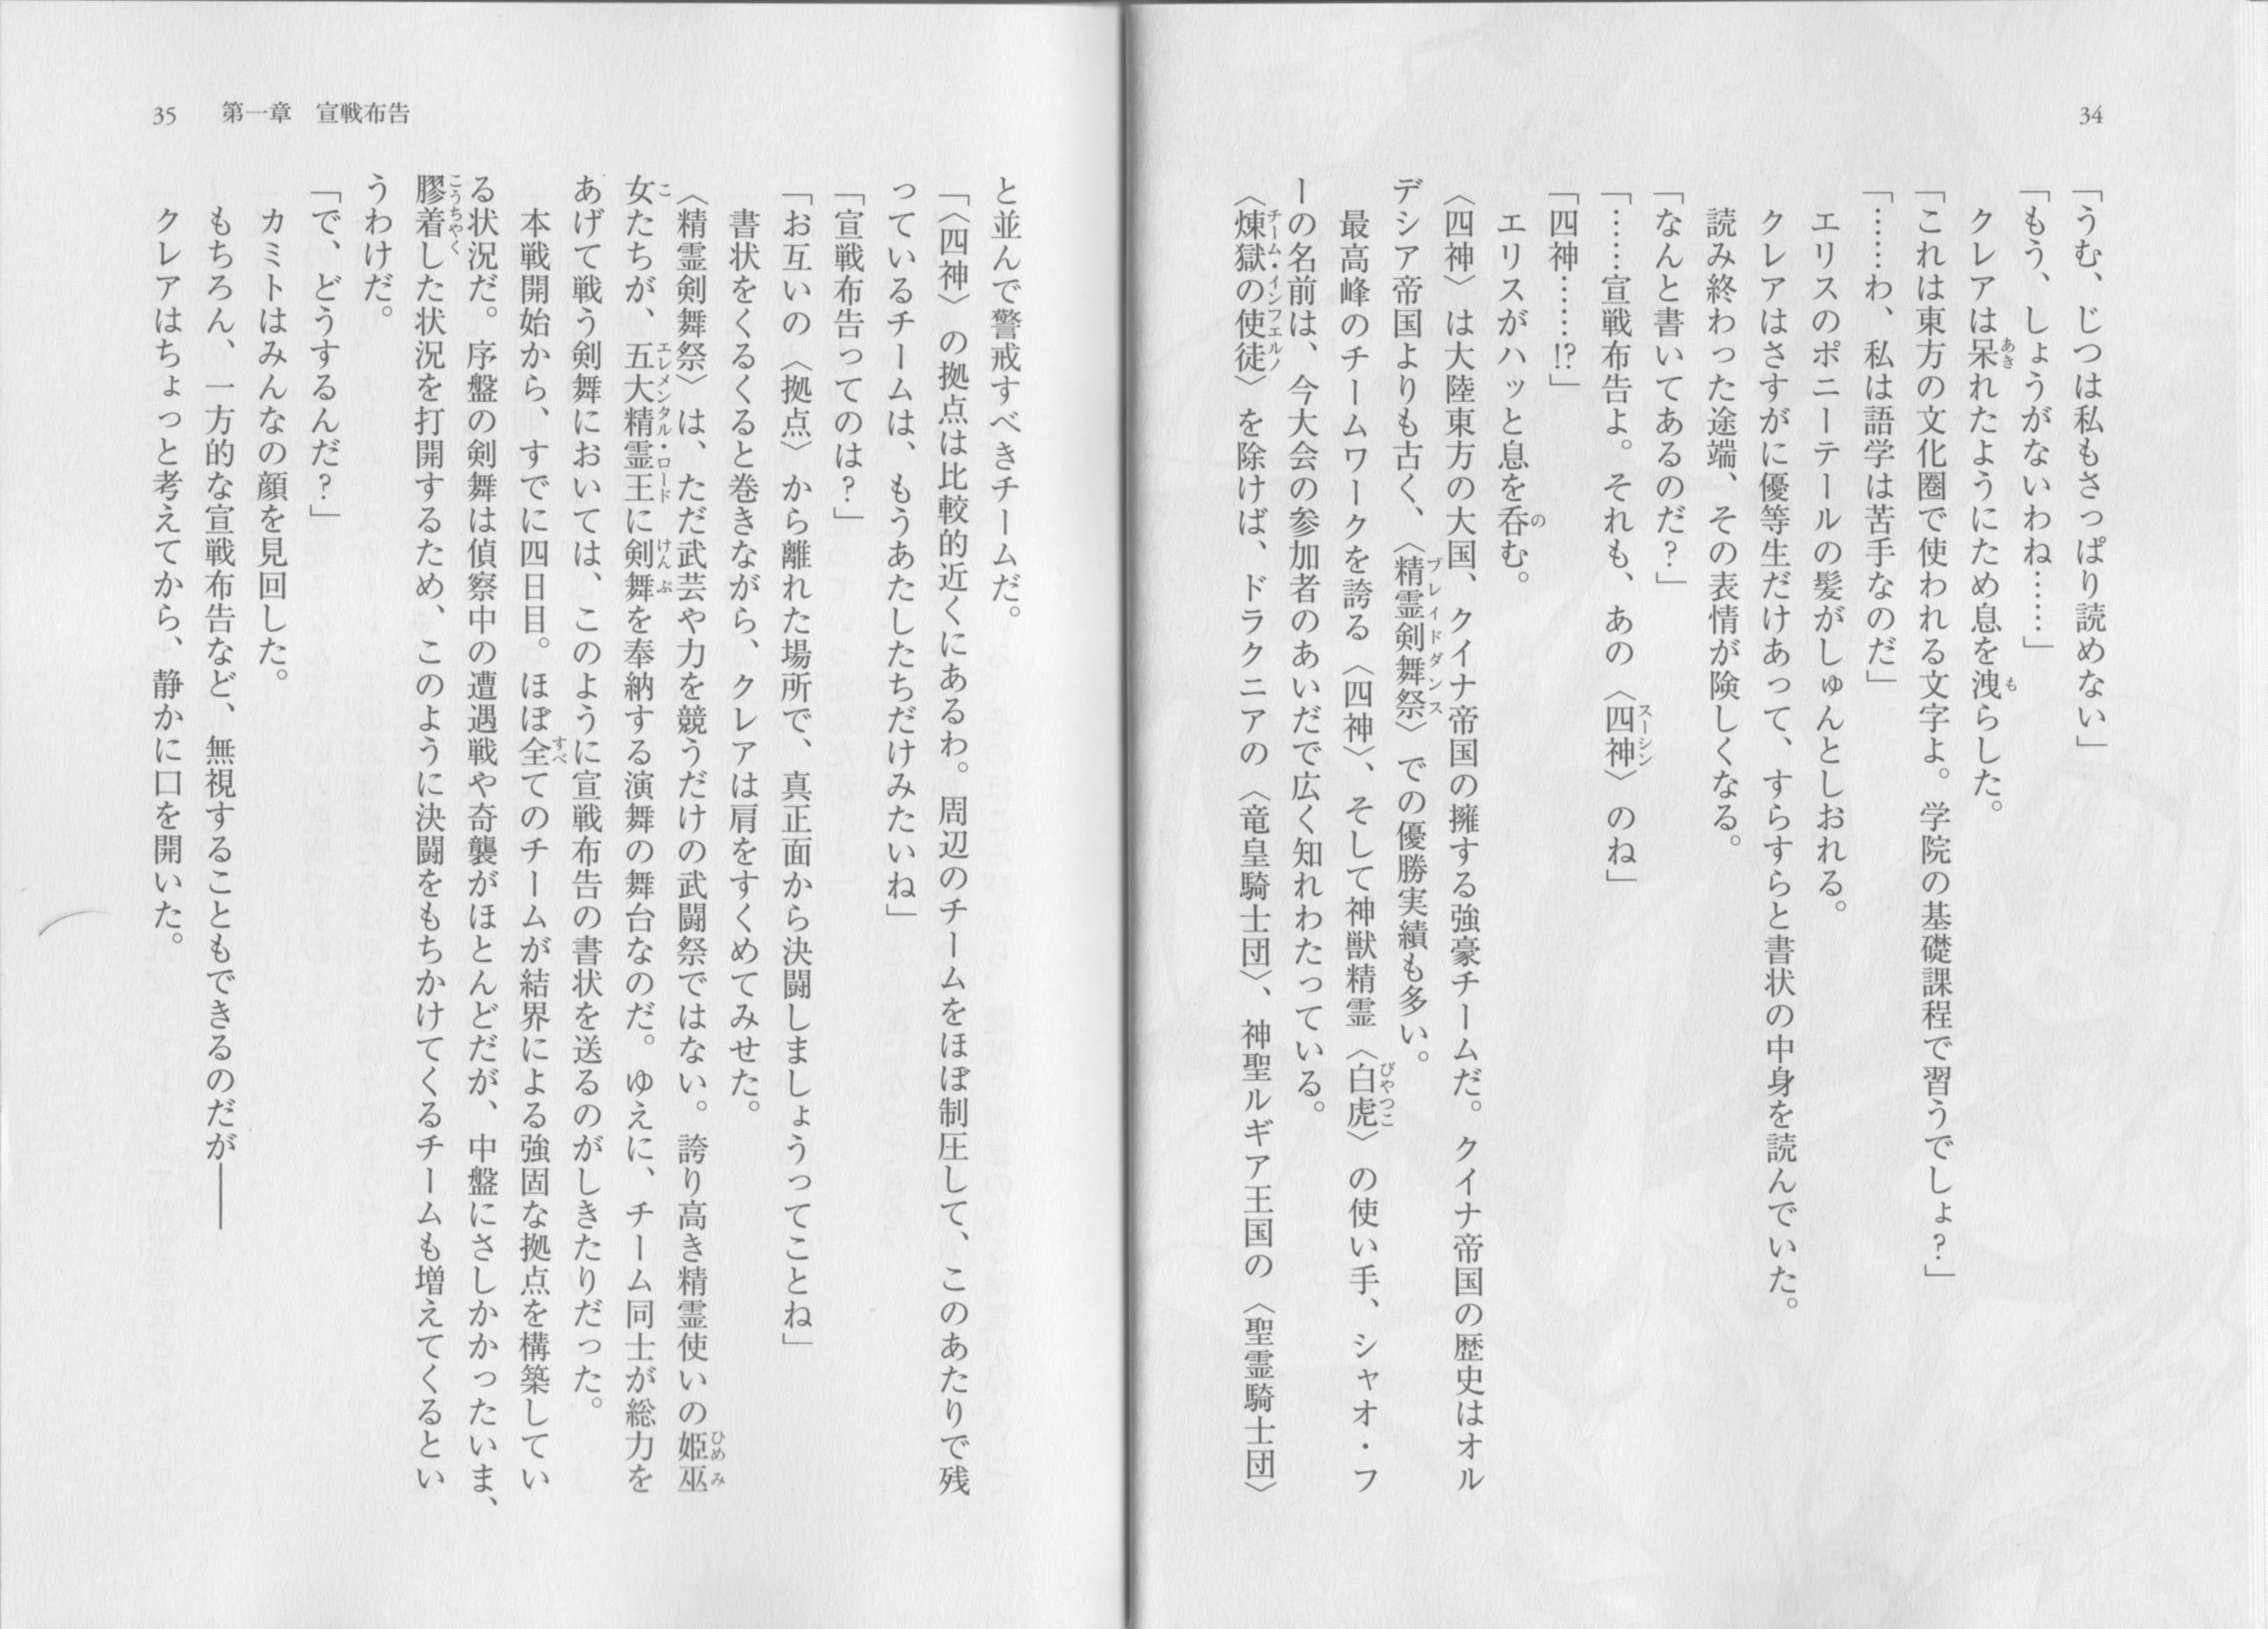 34
「うむ、じつは私もさっぱり読めない」
「もう、しょうがないわね……」
クレアは呆れたようにため息を洩らした。
「これは東方の文化圏で使われる文字よ。学院の基礎課程で習うでしょ?」
「……わ、私は語学は苦手なのだ」
エリスのポニーテールの髪がしゅんとしおれる。
クレアはさすがに優等生だけあって、すらすらと書状の中身を読んでいた。
読み終わった途端、その表情が険しくなる。
「なんと書いてあるのだ?」
「……宣戦布告よ。それも、あの〈四神〉のね」
「四神……!?」
エリスがハッと息を呑む。
〈四神〉は大陸東方の大国、クイナ帝国の擁する強豪チームだ。クイナ帝国の歴史はオル
デシア帝国よりも古く、〈精霊剣舞祭〉での優勝実績も多い。
最高峰のチームワークを誇る〈四神〉、そして神獣精霊〈白虎〉の使い手、シャオ・フ
ーの名前は、今大会の参加者のあいだで広く知れわたっている。
〈煉獄の使徒〉を除けば、ドラクニアの〈竜皇騎士団〉、神聖ルギア王国の〈聖霊騎士団〉
35 第一章 宣戦布告
と並んで警戒すべきチームだ。
「〈四神〉の拠点は比較的近くにあるわ。周辺のチームをほぼ制圧して、このあたりで残
っているチームは、もうあたしたちだけみたいね」
「宣戦布告ってのは?」
「お互いの〈拠点〉から離れた場所で、真正面から決闘しましょうってことね」
書状をくるくると巻きながら、クレアは肩をすくめてみせた。
〈精霊剣舞祭〉は、ただ武芸や力を競うだけの武闘祭ではない。誇り高き精霊使いの姫巫
女たちが、五大精霊王に剣舞を奉納する演舞の舞台なのだ。ゆえに、チーム同士が総力を
あげて戦う剣舞においては、このように宣戦布告の書状を送るのがしきたりだった。
本戦開始から、すでに四日目。ほぼ全てのチームが結界による強固な拠点を構築してい
る状況だ。序盤の剣舞は偵察中の遭遇戦や奇襲がほとんどだが、中盤にさしかかったいま、
膠着した状況を打開するため、このように決闘をもちかけてくるチームも増えてくるとい
うわけだ。
「で、どうするんだ?」
カミトはみんなの顔を見回した。
もちろん、一方的な宣戦布告など、無視することもできるのだが――
クレアはちょっと考えてから、静かに口を開いた。